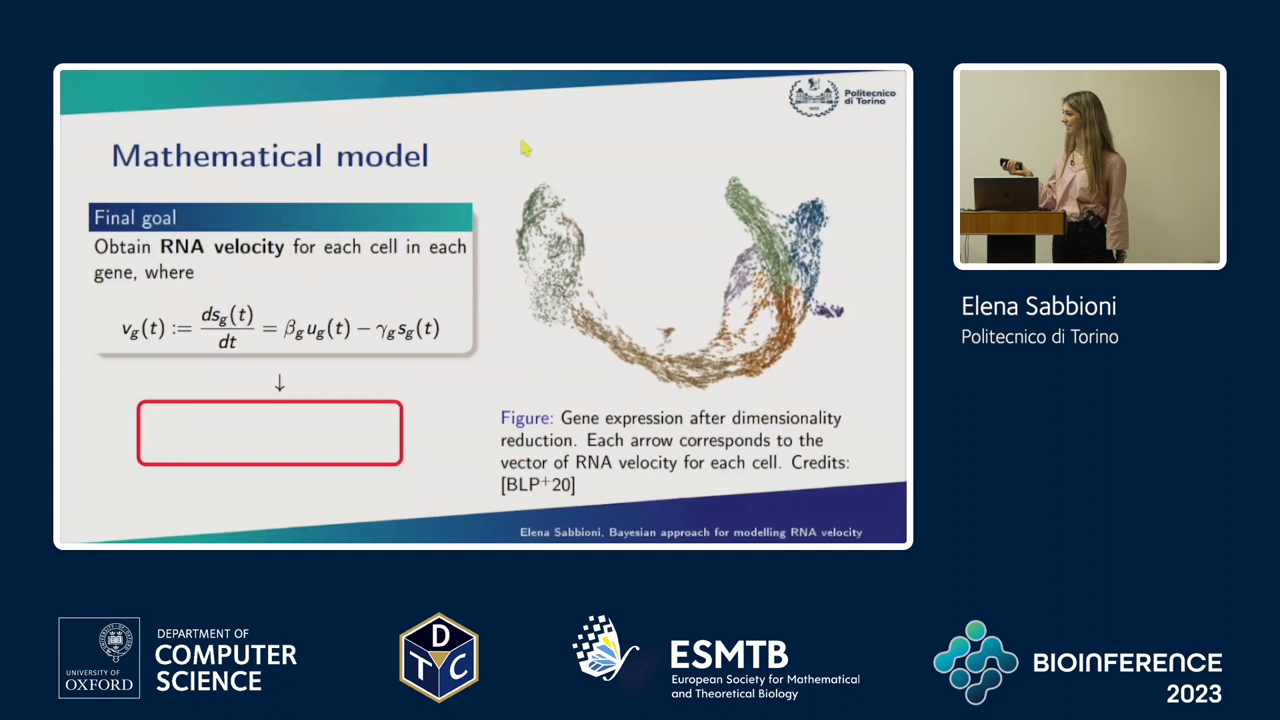 Politecnico
di Torino
Mathematical model
Final goal
Obtain RNA velocity for each cell in each
gene, where
v_g(t) := ds_g(t)/dt = β_g u_g(t) − γ_g s_g(t)
↓
Figure: Gene expression after dimensionality
reduction. Each arrow corresponds to the
vector of RNA velocity for each cell. Credits:
[BLP+20]
Elena Sabbioni, Bayesian approach for modelling RNA velocity
Elena Sabbioni
Politecnico di Torino
UNIVERSITY OF
OXFORD
DEPARTMENT OF
COMPUTER
SCIENCE
D
T C
ESMTB
European Society for Mathematical
and Theoretical Biology
BIOINFERENCE
2023